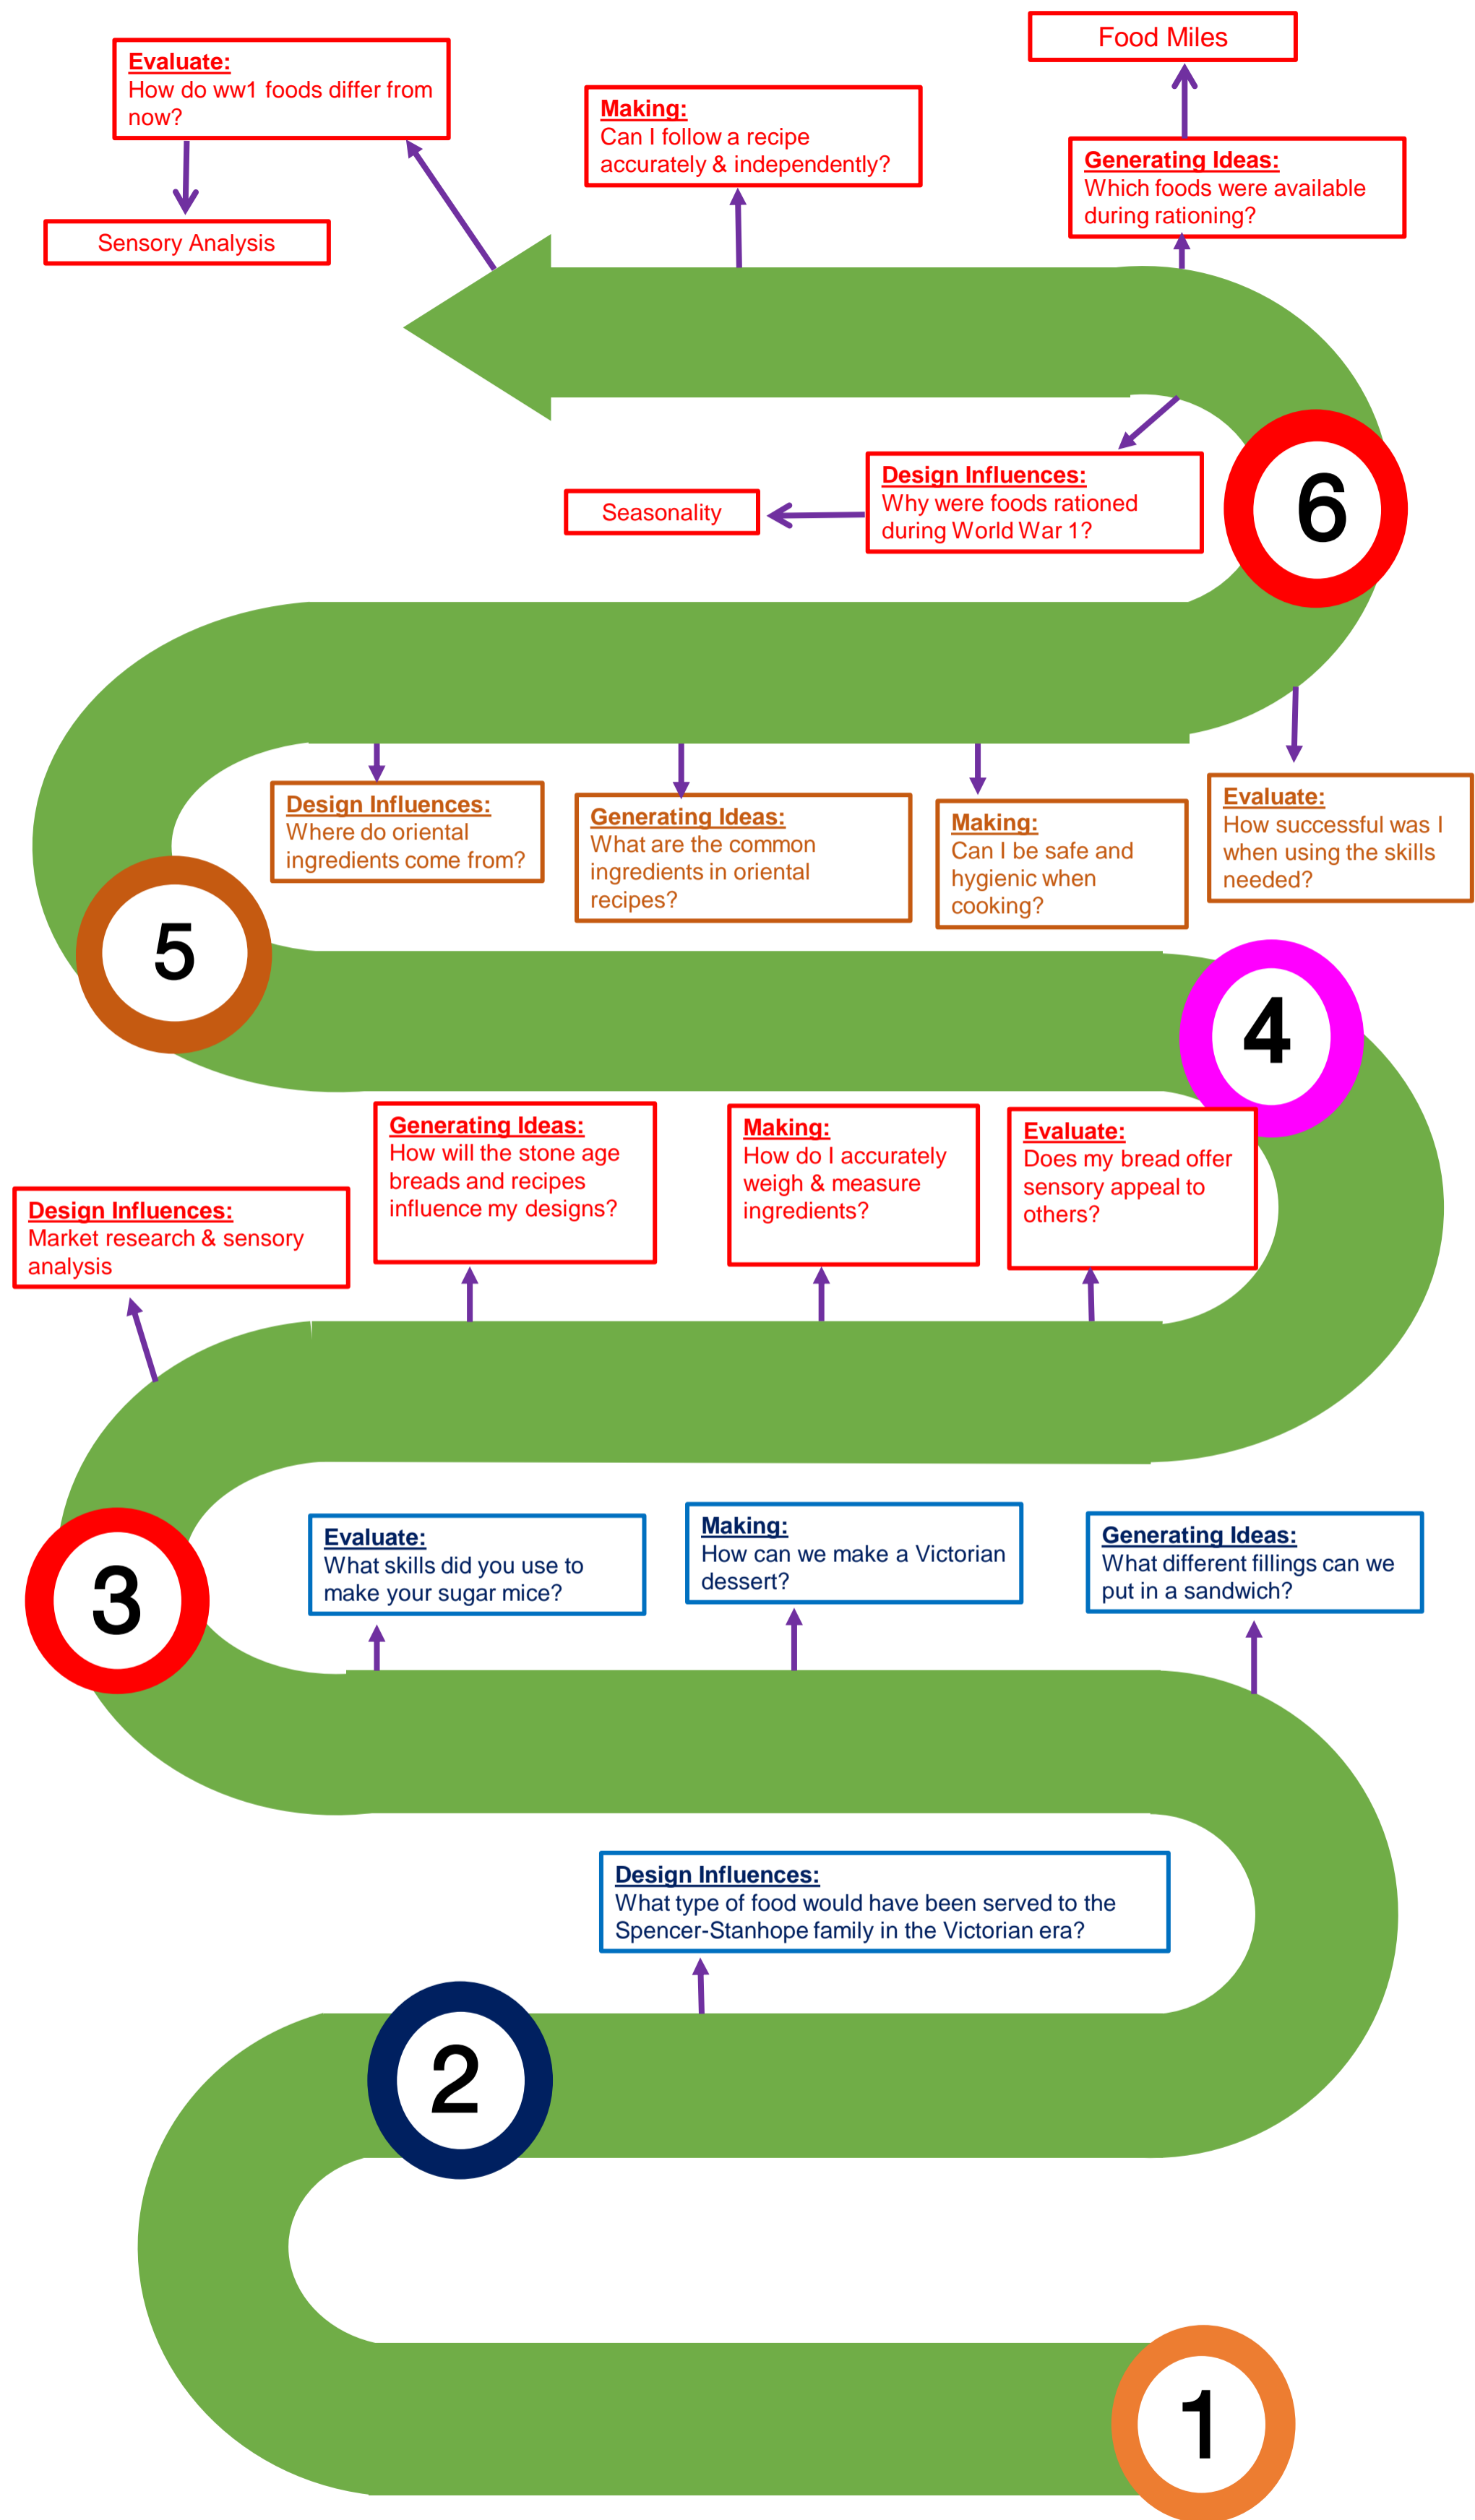 Food Miles
Evaluate:
How do ww1 foods differ from
now?
Making:
Can I follow a recipe
accurately & independently?
Generating Ideas:
Which foods were available
during rationing?
Sensory Analysis
Design Influences:
Why were foods rationed
during World War 1?
Seasonality
6
Design Influences:
Where do oriental
ingredients come from?
Generating Ideas:
What are the common
ingredients in oriental
recipes?
Making:
Can I be safe and
hygienic when
cooking?
Evaluate:
How successful was I
when using the skills
needed?
5
4
Design Influences:
Market research & sensory
analysis
Generating Ideas:
How will the stone age
breads and recipes
influence my designs?
Making:
How do I accurately
weigh & measure
ingredients?
Evaluate:
Does my bread offer
sensory appeal to
others?
3
Evaluate:
What skills did you use to
make your sugar mice?
Making:
How can we make a Victorian
dessert?
Generating Ideas:
What different fillings can we
put in a sandwich?
Design Influences:
What type of food would have been served to the
Spencer-Stanhope family in the Victorian era?
2
1